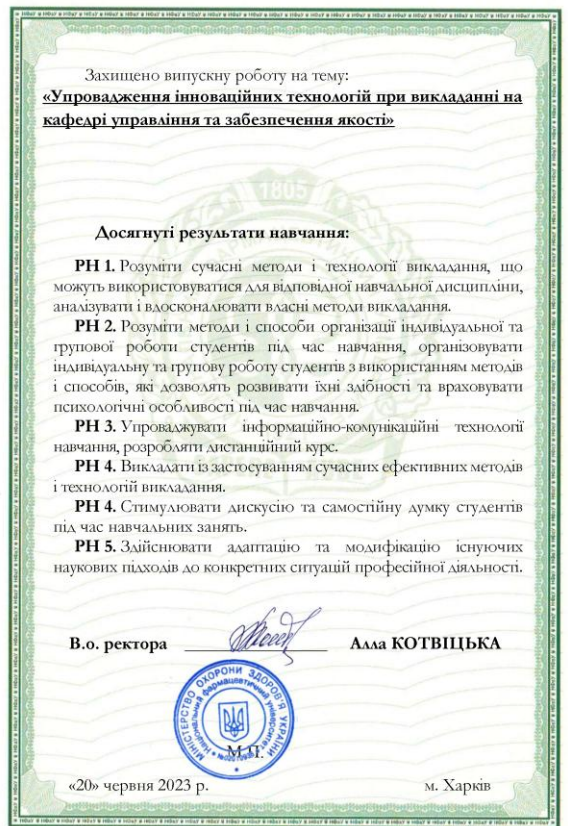 Захищено випускну роботу на тему:
«Упровадження інноваційних технологій при викладанні на
кафедрі управління та забезпечення якості»
1805
Досягнуті результати навчання:
РН 1. Розуміти сучасні методи і технології викладання, що
можуть використовуватися для відповідної навчальної дисципліни,
аналізувати і вдосконалювати власні методи викладання.
РН 2. Розуміти методи і способи організації індивідуальної та
групової роботи студентів під час навчання, організовувати
індивідуальну та групову роботу студентів з використанням методів
і способів, які дозволять розвивати їхні здібності та враховувати
психологічні особливості під час навчання.
РН 3. Упроваджувати інформаційно-комунікаційні технології
навчання, розробляти дистанційний курс.
РН 4. Викладати із застосуванням сучасних ефективних методів
і технологій викладання.
РН 4. Стимулювати дискусію та самостійну думку студентів
під час навчальних занять.
РН 5. Здійснювати адаптацію та модифікацію існуючих
наукових підходів до конкретних ситуацій професійної діяльності.
В.о. ректора Алла КОТВІЦЬКА
МІНІСТЕРСТВО ОХОРОНИ ЗДОРОВ'Я УКРАЇНИ
Національний фармацевтичний університет
М.П.
«20» червня 2023 р. м. Харків